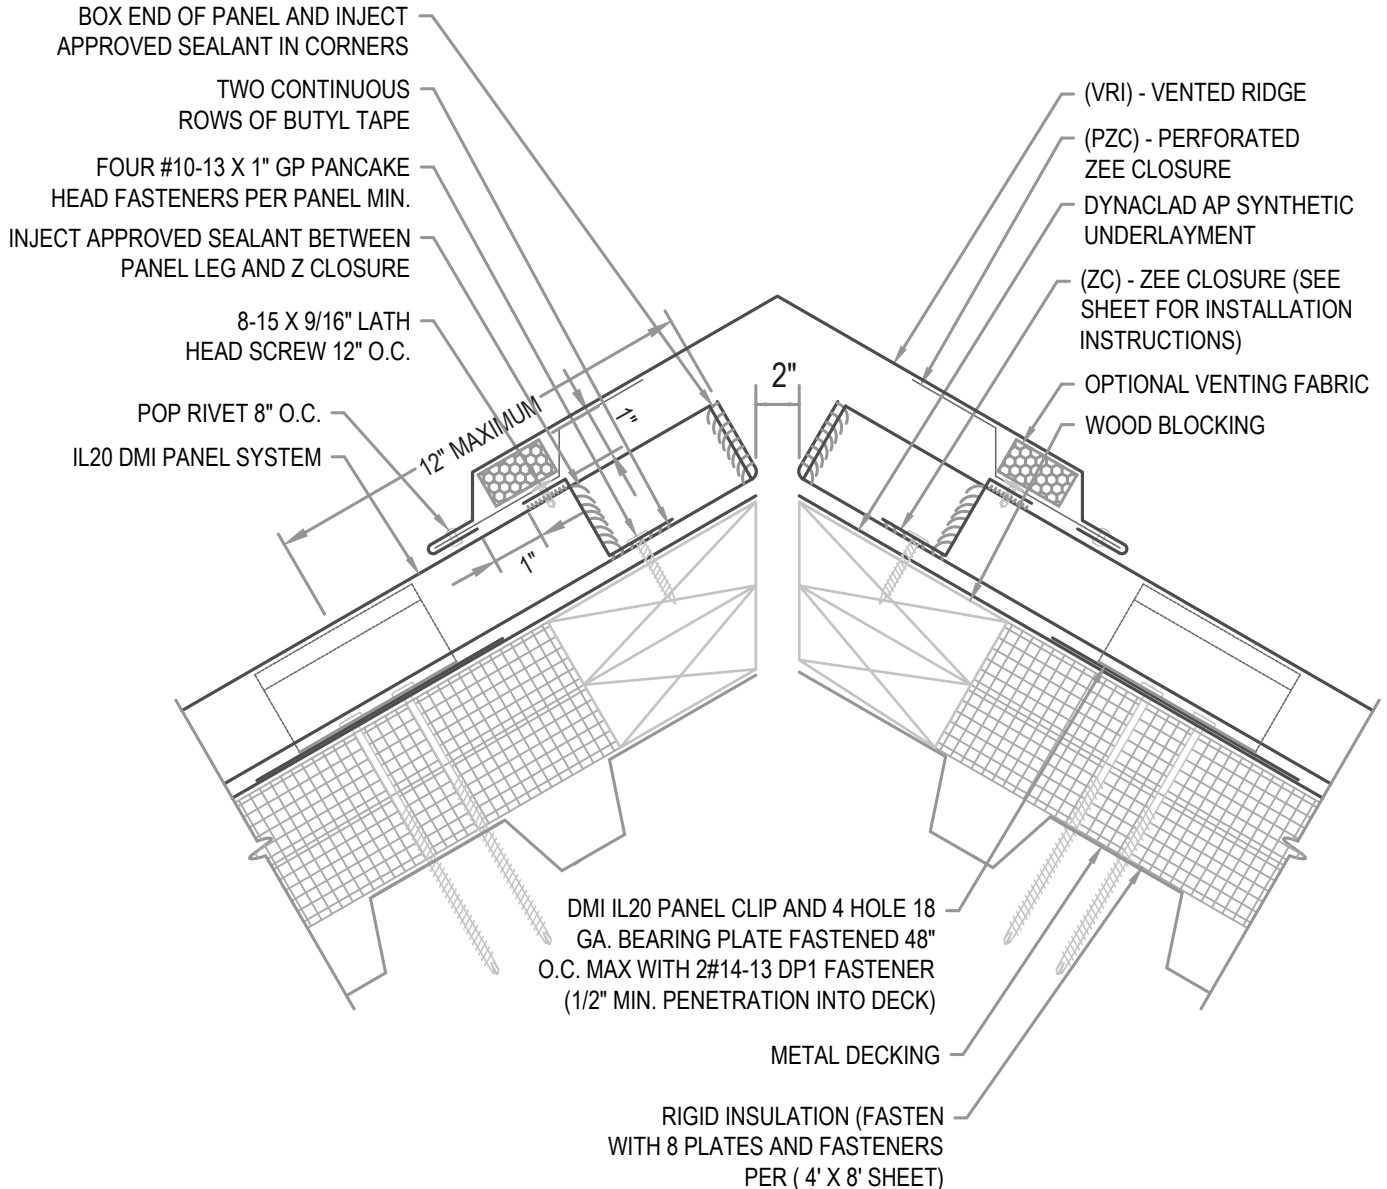 BOX END OF PANEL AND INJECT
APPROVED SEALANT IN CORNERS
TWO CONTINUOUS
ROWS OF BUTYL TAPE
FOUR #10-13 X 1" GP PANCAKE
HEAD FASTENERS PER PANEL MIN.
INJECT APPROVED SEALANT BETWEEN
PANEL LEG AND Z CLOSURE
8-15 X 9/16" LATH
HEAD SCREW 12" O.C.
POP RIVET 8" O.C.
IL20 DMI PANEL SYSTEM
12" MAXIMUM
1"
1"
2"
(VRI) - VENTED RIDGE
(PZC) - PERFORATED
ZEE CLOSURE
DYNACLAD AP SYNTHETIC
UNDERLAYMENT
(ZC) - ZEE CLOSURE (SEE
SHEET FOR INSTALLATION
INSTRUCTIONS)
OPTIONAL VENTING FABRIC
WOOD BLOCKING
DMI IL20 PANEL CLIP AND 4 HOLE 18
GA. BEARING PLATE FASTENED 48"
O.C. MAX WITH 2#14-13 DP1 FASTENER
(1/2" MIN. PENETRATION INTO DECK)
METAL DECKING
RIGID INSULATION (FASTEN
WITH 8 PLATES AND FASTENERS
PER ( 4' X 8' SHEET)